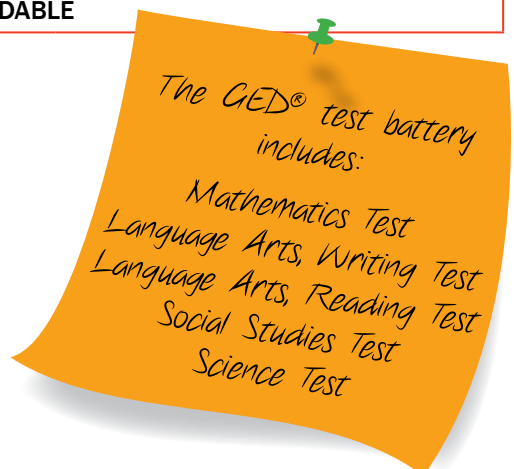 DABLE
The GED® test battery
includes:
Mathematics Test
Language Arts, Writing Test
Language Arts, Reading Test
Social Studies Test
Science Test